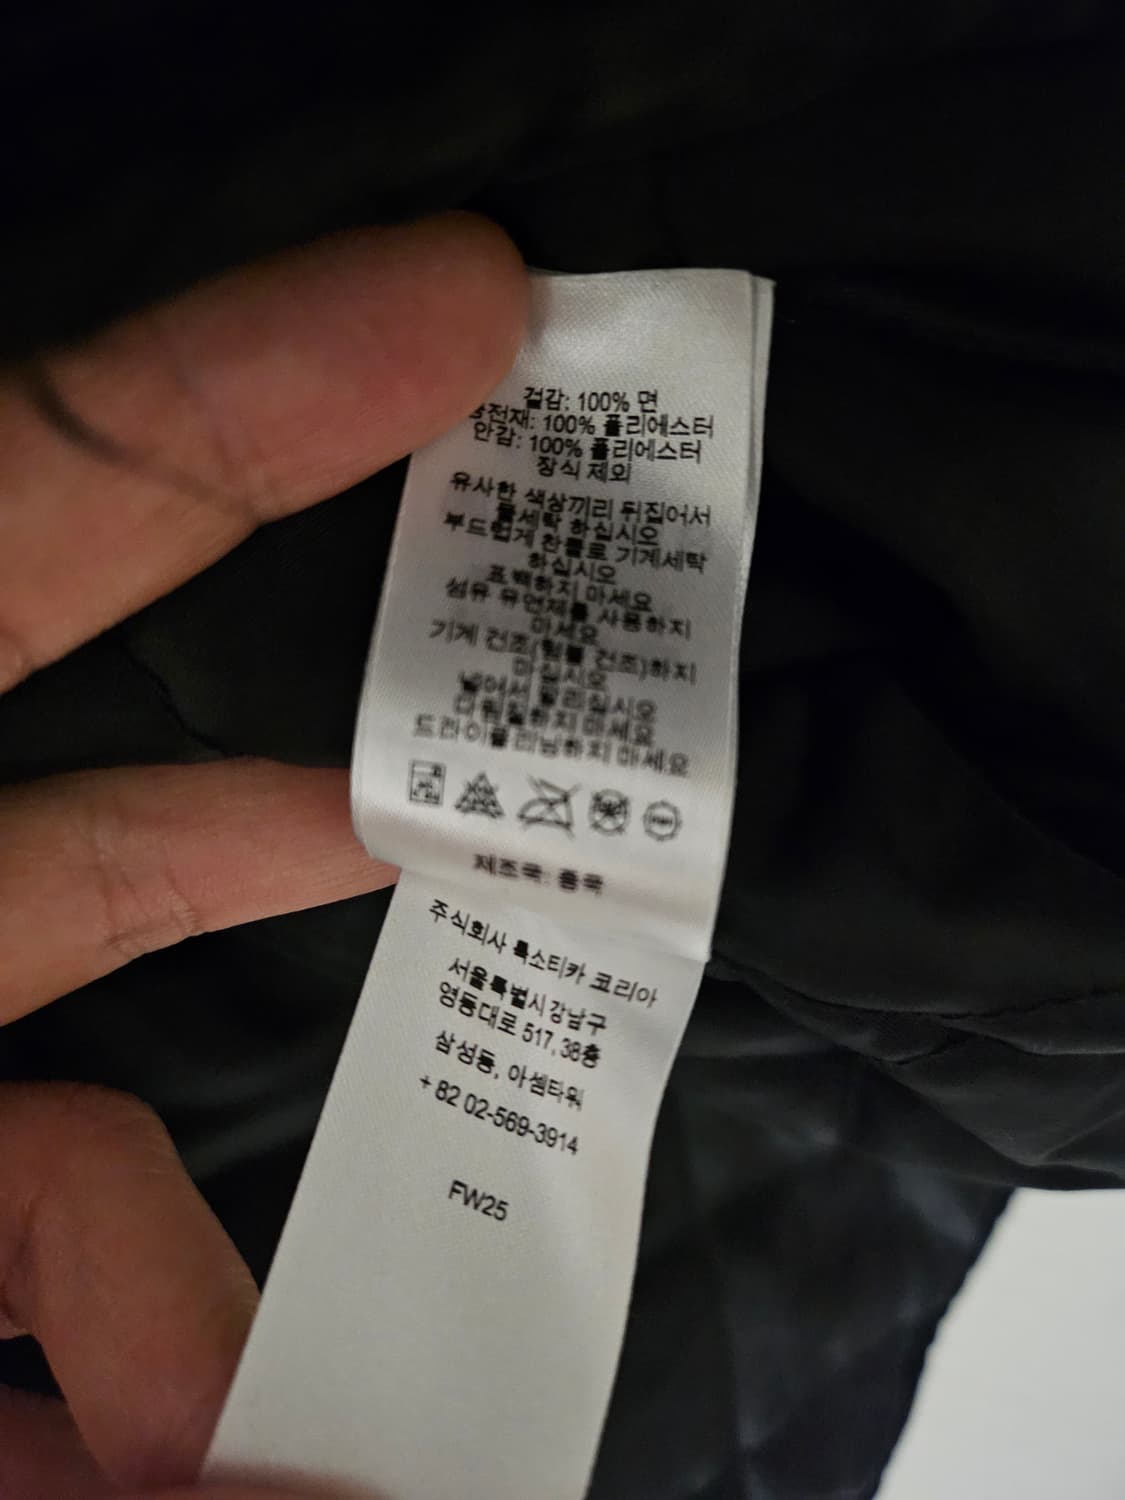 겉감: 100% 면
충전재: 100% 폴리에스터
안감: 100% 폴리에스터
장식 제외
유사한 색상끼리 뒤집어서
물세탁 하십시오
부드럽게 찬물로 기계세탁
하십시오
표백하지 마세요
섬유 유연제를 사용하지
마세요
기계 건조(텀블 건조)하지
마십시오
뉘어서 말리십시오
다림질하지 마세요
드라이클리닝하지 마세요
제조국: 중국
주식회사 룩소티카 코리아
서울특별시 강남구
영동대로 517, 38층
삼성동, 아셈타워
+ 82 02-569-3914
FW25